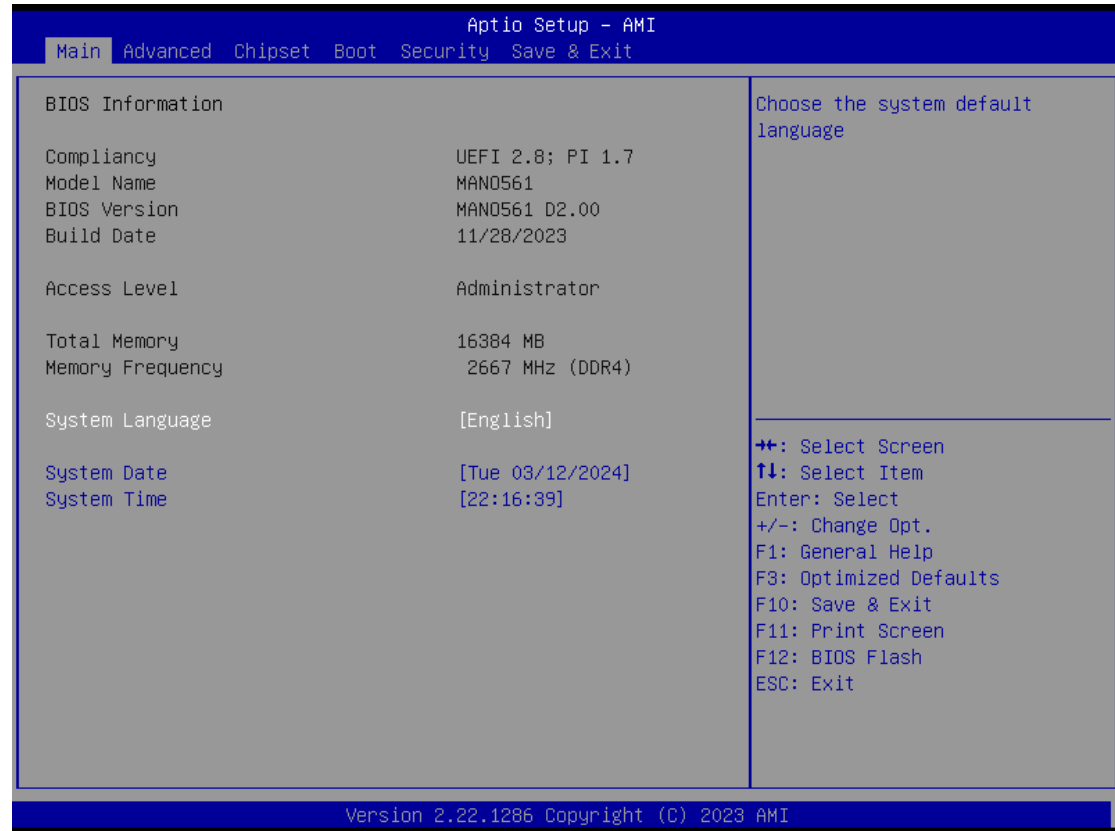 Aptio Setup – AMI
Main Advanced Chipset Boot Security Save & Exit
BIOS Information
Compliancy UEFI 2.8; PI 1.7
Model Name MANO561
BIOS Version MANO561 D2.00
Build Date 11/28/2023
Access Level Administrator
Total Memory 16384 MB
Memory Frequency 2667 MHz (DDR4)
System Language [English]
System Date [Tue 03/12/2024]
System Time [22:16:39]
Choose the system default
language
→←: Select Screen
↑↓: Select Item
Enter: Select
+/-: Change Opt.
F1: General Help
F3: Optimized Defaults
F10: Save & Exit
F11: Print Screen
F12: BIOS Flash
ESC: Exit
Version 2.22.1286 Copyright (C) 2023 AMI